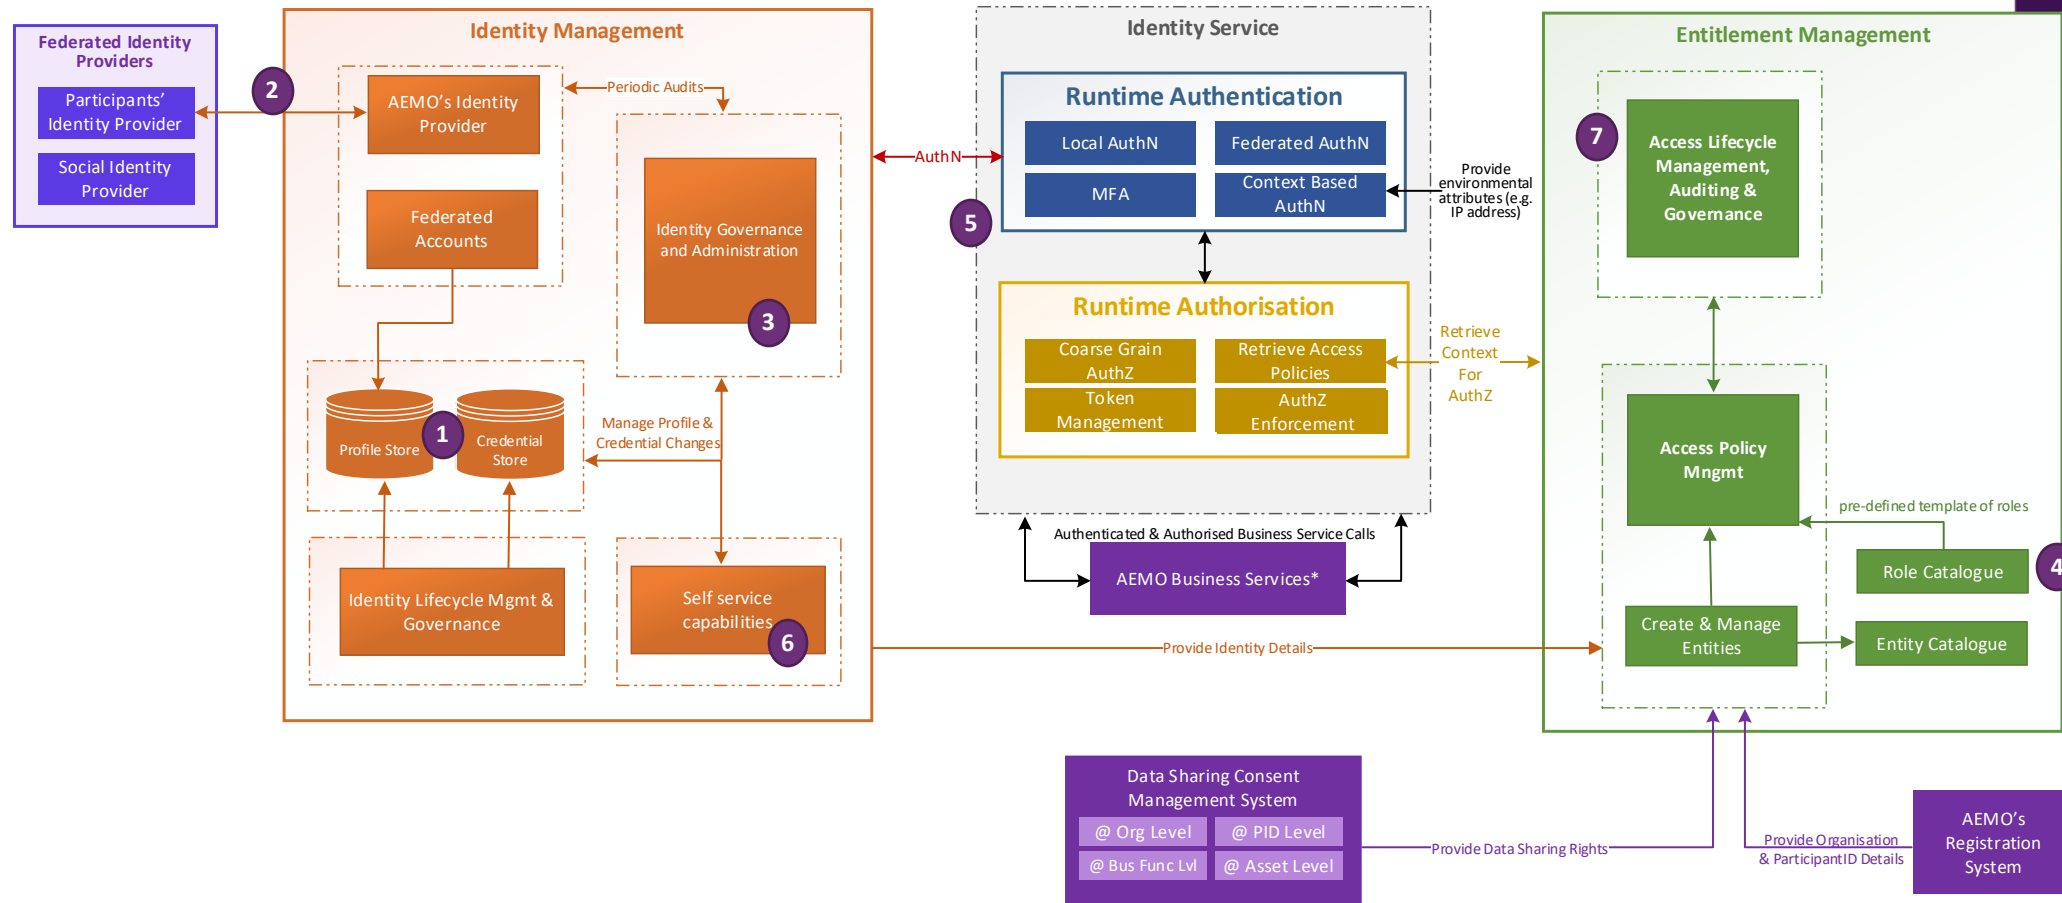 Federated Identity
Providers
Participants'
Identity Provider
Social Identity
Provider
2
Identity Management
AEMO's Identity
Provider
Periodic Audits
Federated
Accounts
Identity Governance
and Administration
3
Profile Store
1
Credential
Store
Manage Profile &
Credential Changes
Identity Lifecycle Mgmt &
Governance
Self service
capabilities
6
AuthN
Identity Service
Runtime Authentication
Local AuthN
Federated AuthN
MFA
Context Based
AuthN
5
Provide
environmental
attributes (e.g.
IP address)
Runtime Authorisation
Coarse Grain
AuthZ
Retrieve Access
Policies
Token
Management
AuthZ
Enforcement
Retrieve
Context
For
AuthZ
Authenticated & Authorised Business Service Calls
AEMO Business Services*
Provide Identity Details
Entitlement Management
7
Access Lifecycle
Management,
Auditing &
Governance
Access Policy
Mngmt
pre-defined template of roles
Role Catalogue
4
Create & Manage
Entities
Entity Catalogue
Data Sharing Consent
Management System
@ Org Level
@ PID Level
@ Bus Func Lvl
@ Asset Level
Provide Data Sharing Rights
Provide Organisation
& ParticipantID Details
AEMO's
Registration
System